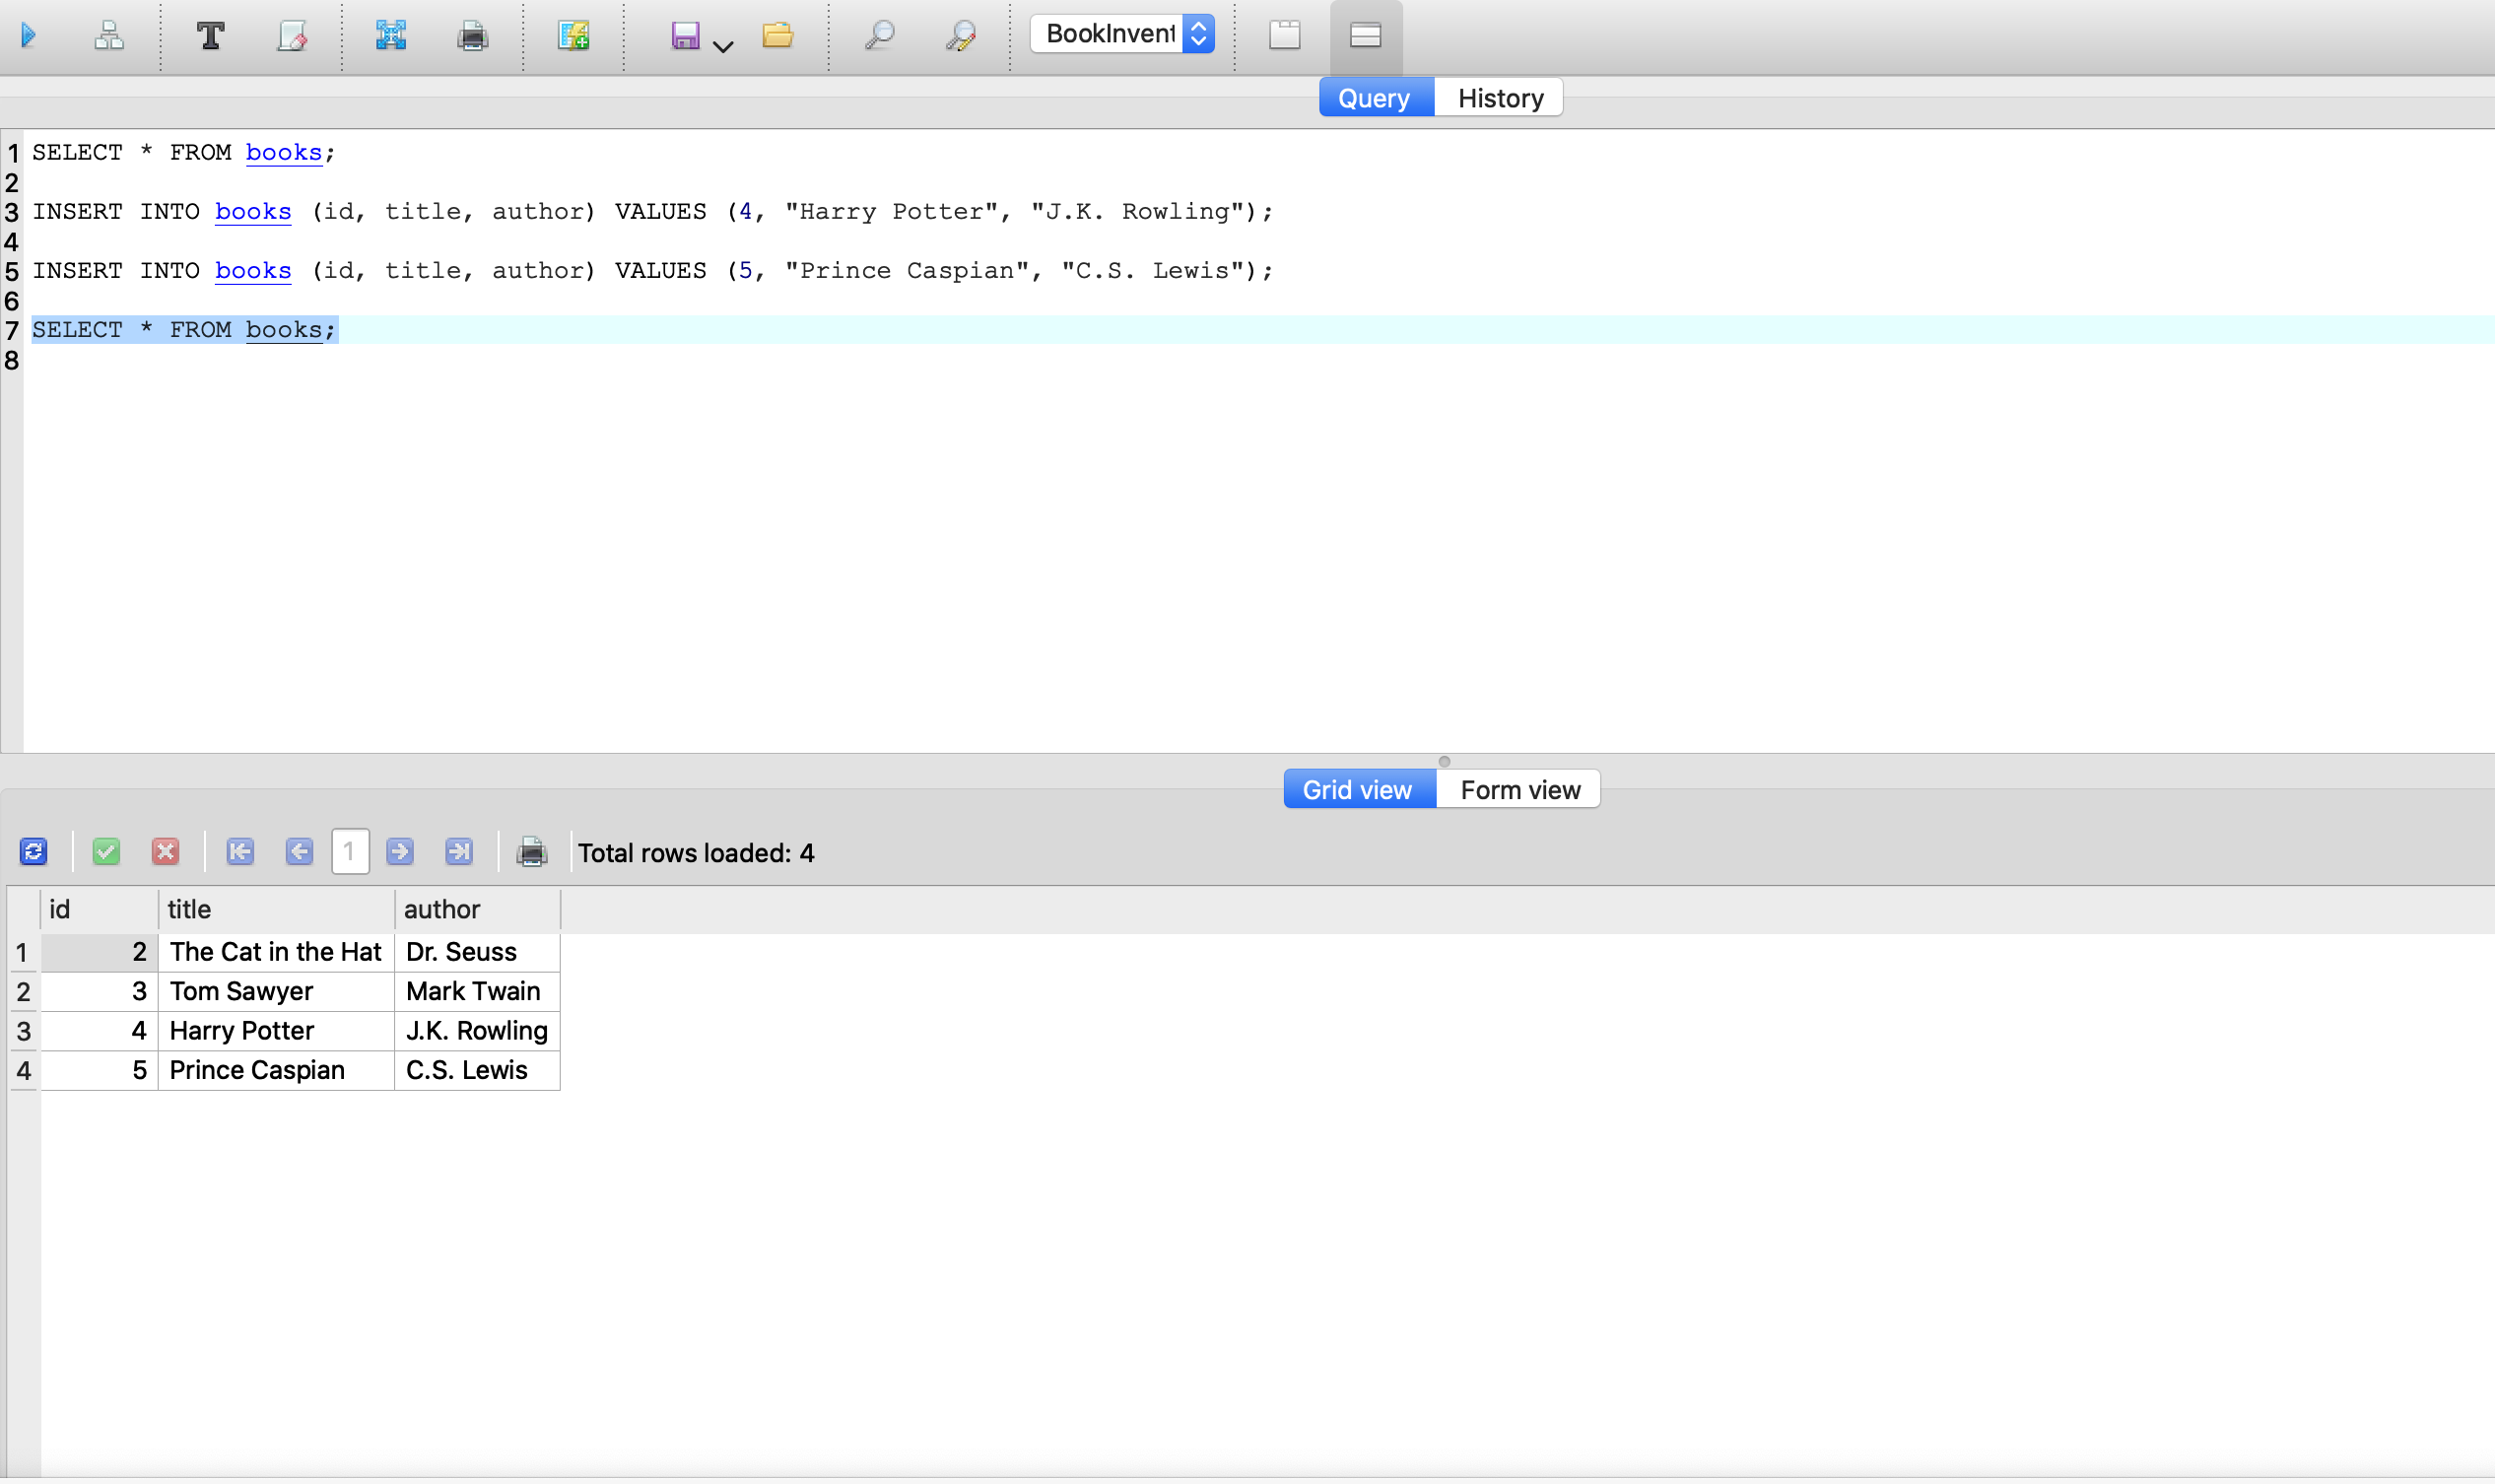 BookInvent
Query History
1 SELECT * FROM books;
2
3 INSERT INTO books (id, title, author) VALUES (4, "Harry Potter", "J.K. Rowling");
4
5 INSERT INTO books (id, title, author) VALUES (5, "Prince Caspian", "C.S. Lewis");
6
7 SELECT * FROM books;
8
Grid view Form view
1 Total rows loaded: 4
id title author
1 2 The Cat in the Hat Dr. Seuss
2 3 Tom Sawyer Mark Twain
3 4 Harry Potter J.K. Rowling
4 5 Prince Caspian C.S. Lewis